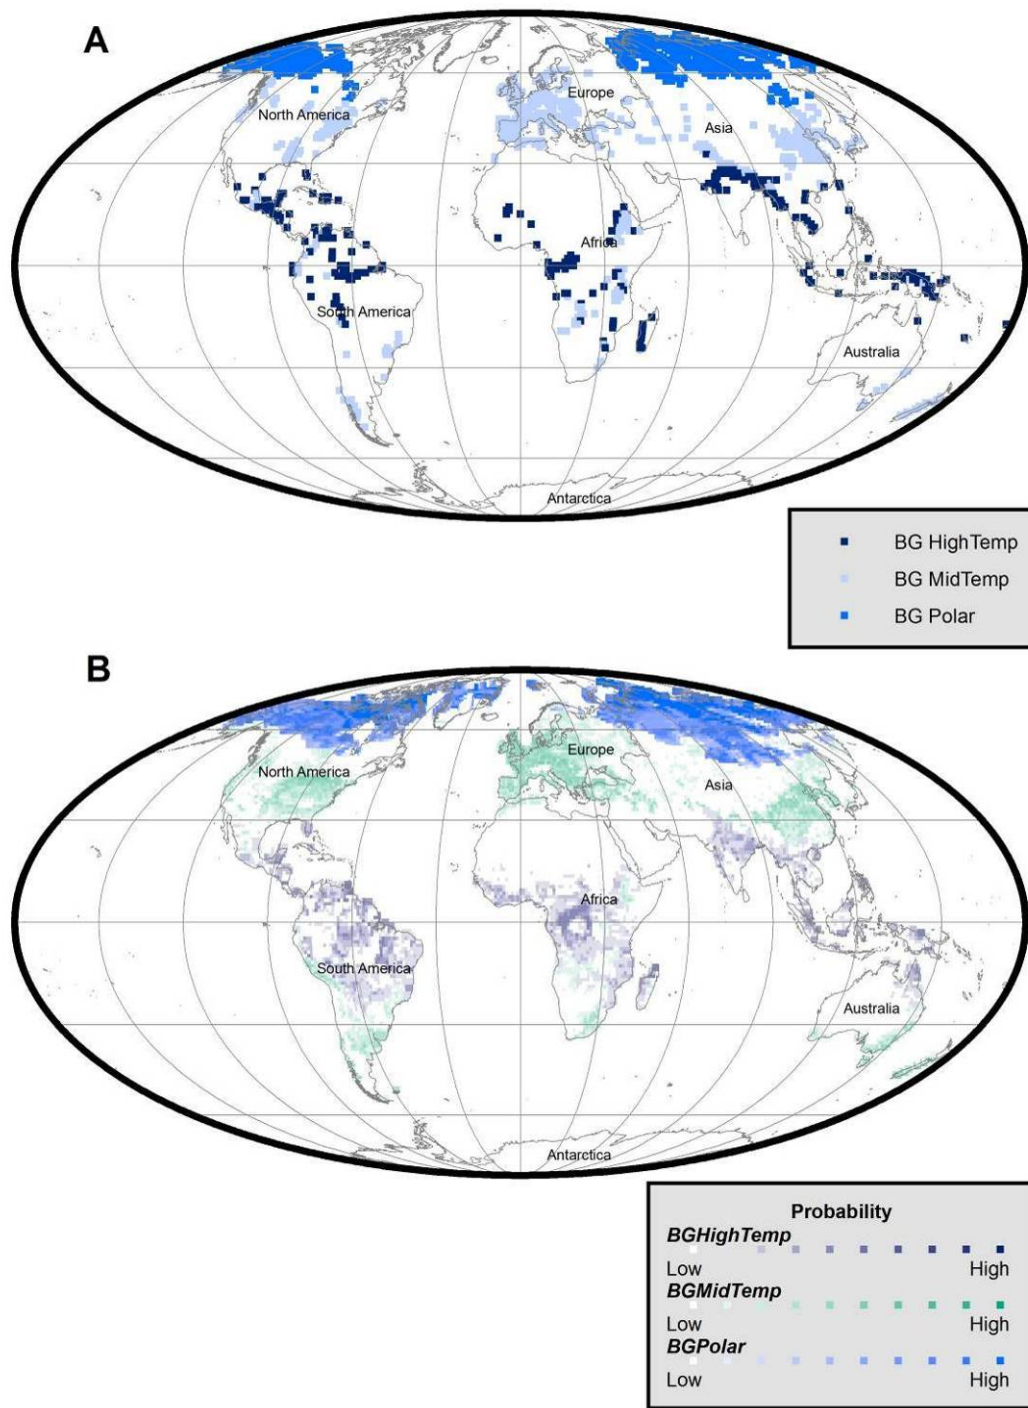 A
North America
Europe
Asia
Africa
South America
Australia
Antarctica
BG HighTemp
BG MidTemp
BG Polar
B
North America
Europe
Asia
Africa
South America
Australia
Antarctica
Probability
BGHighTemp
Low High
BGMidTemp
Low High
BGPolar
Low High